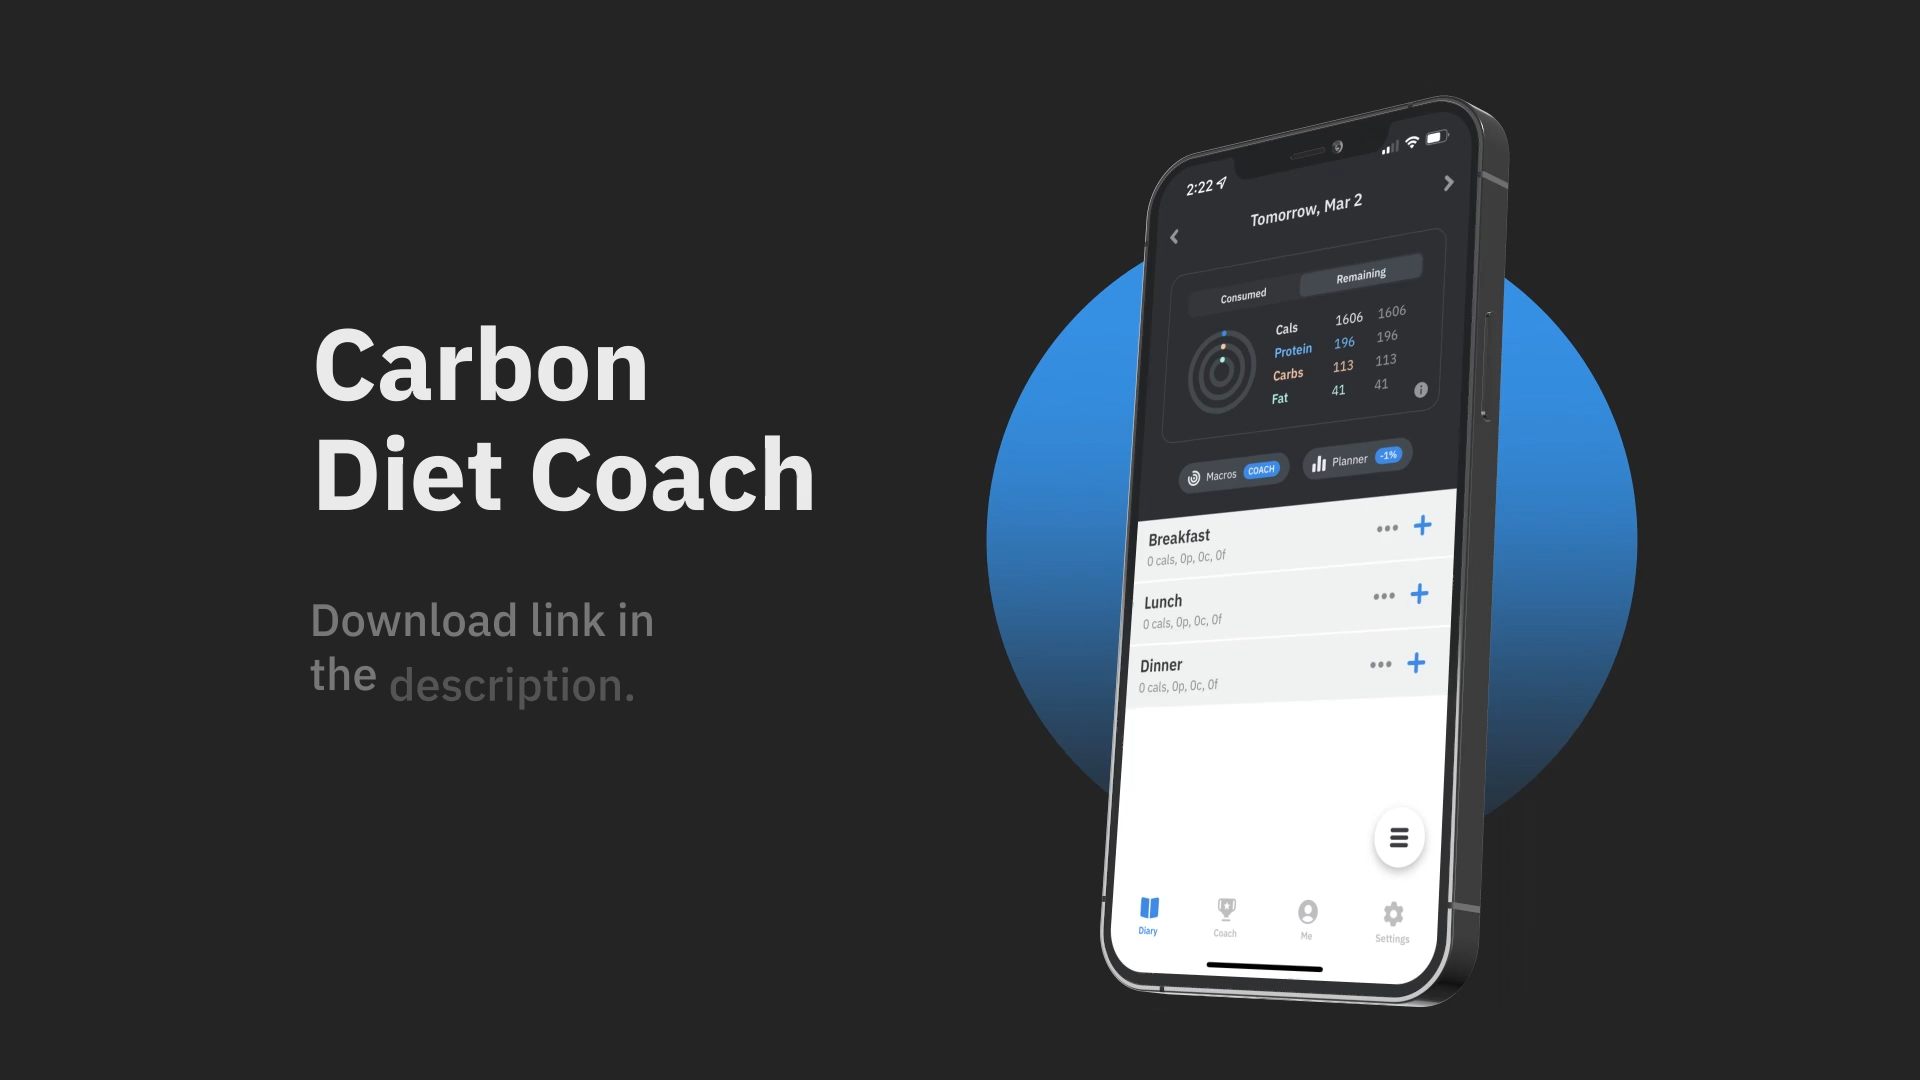 Carbon
Diet Coach
Download link in
the description.
2:22
Tomorrow, Mar 2
Consumed Remaining
Cals 1606 1606
Protein 196 196
Carbs 113 113
Fat 41 41
Macros COACH Planner -1%
Breakfast
0 cals, 0p, 0c, 0f
Lunch
0 cals, 0p, 0c, 0f
Dinner
0 cals, 0p, 0c, 0f
Diary Coach Me Settings